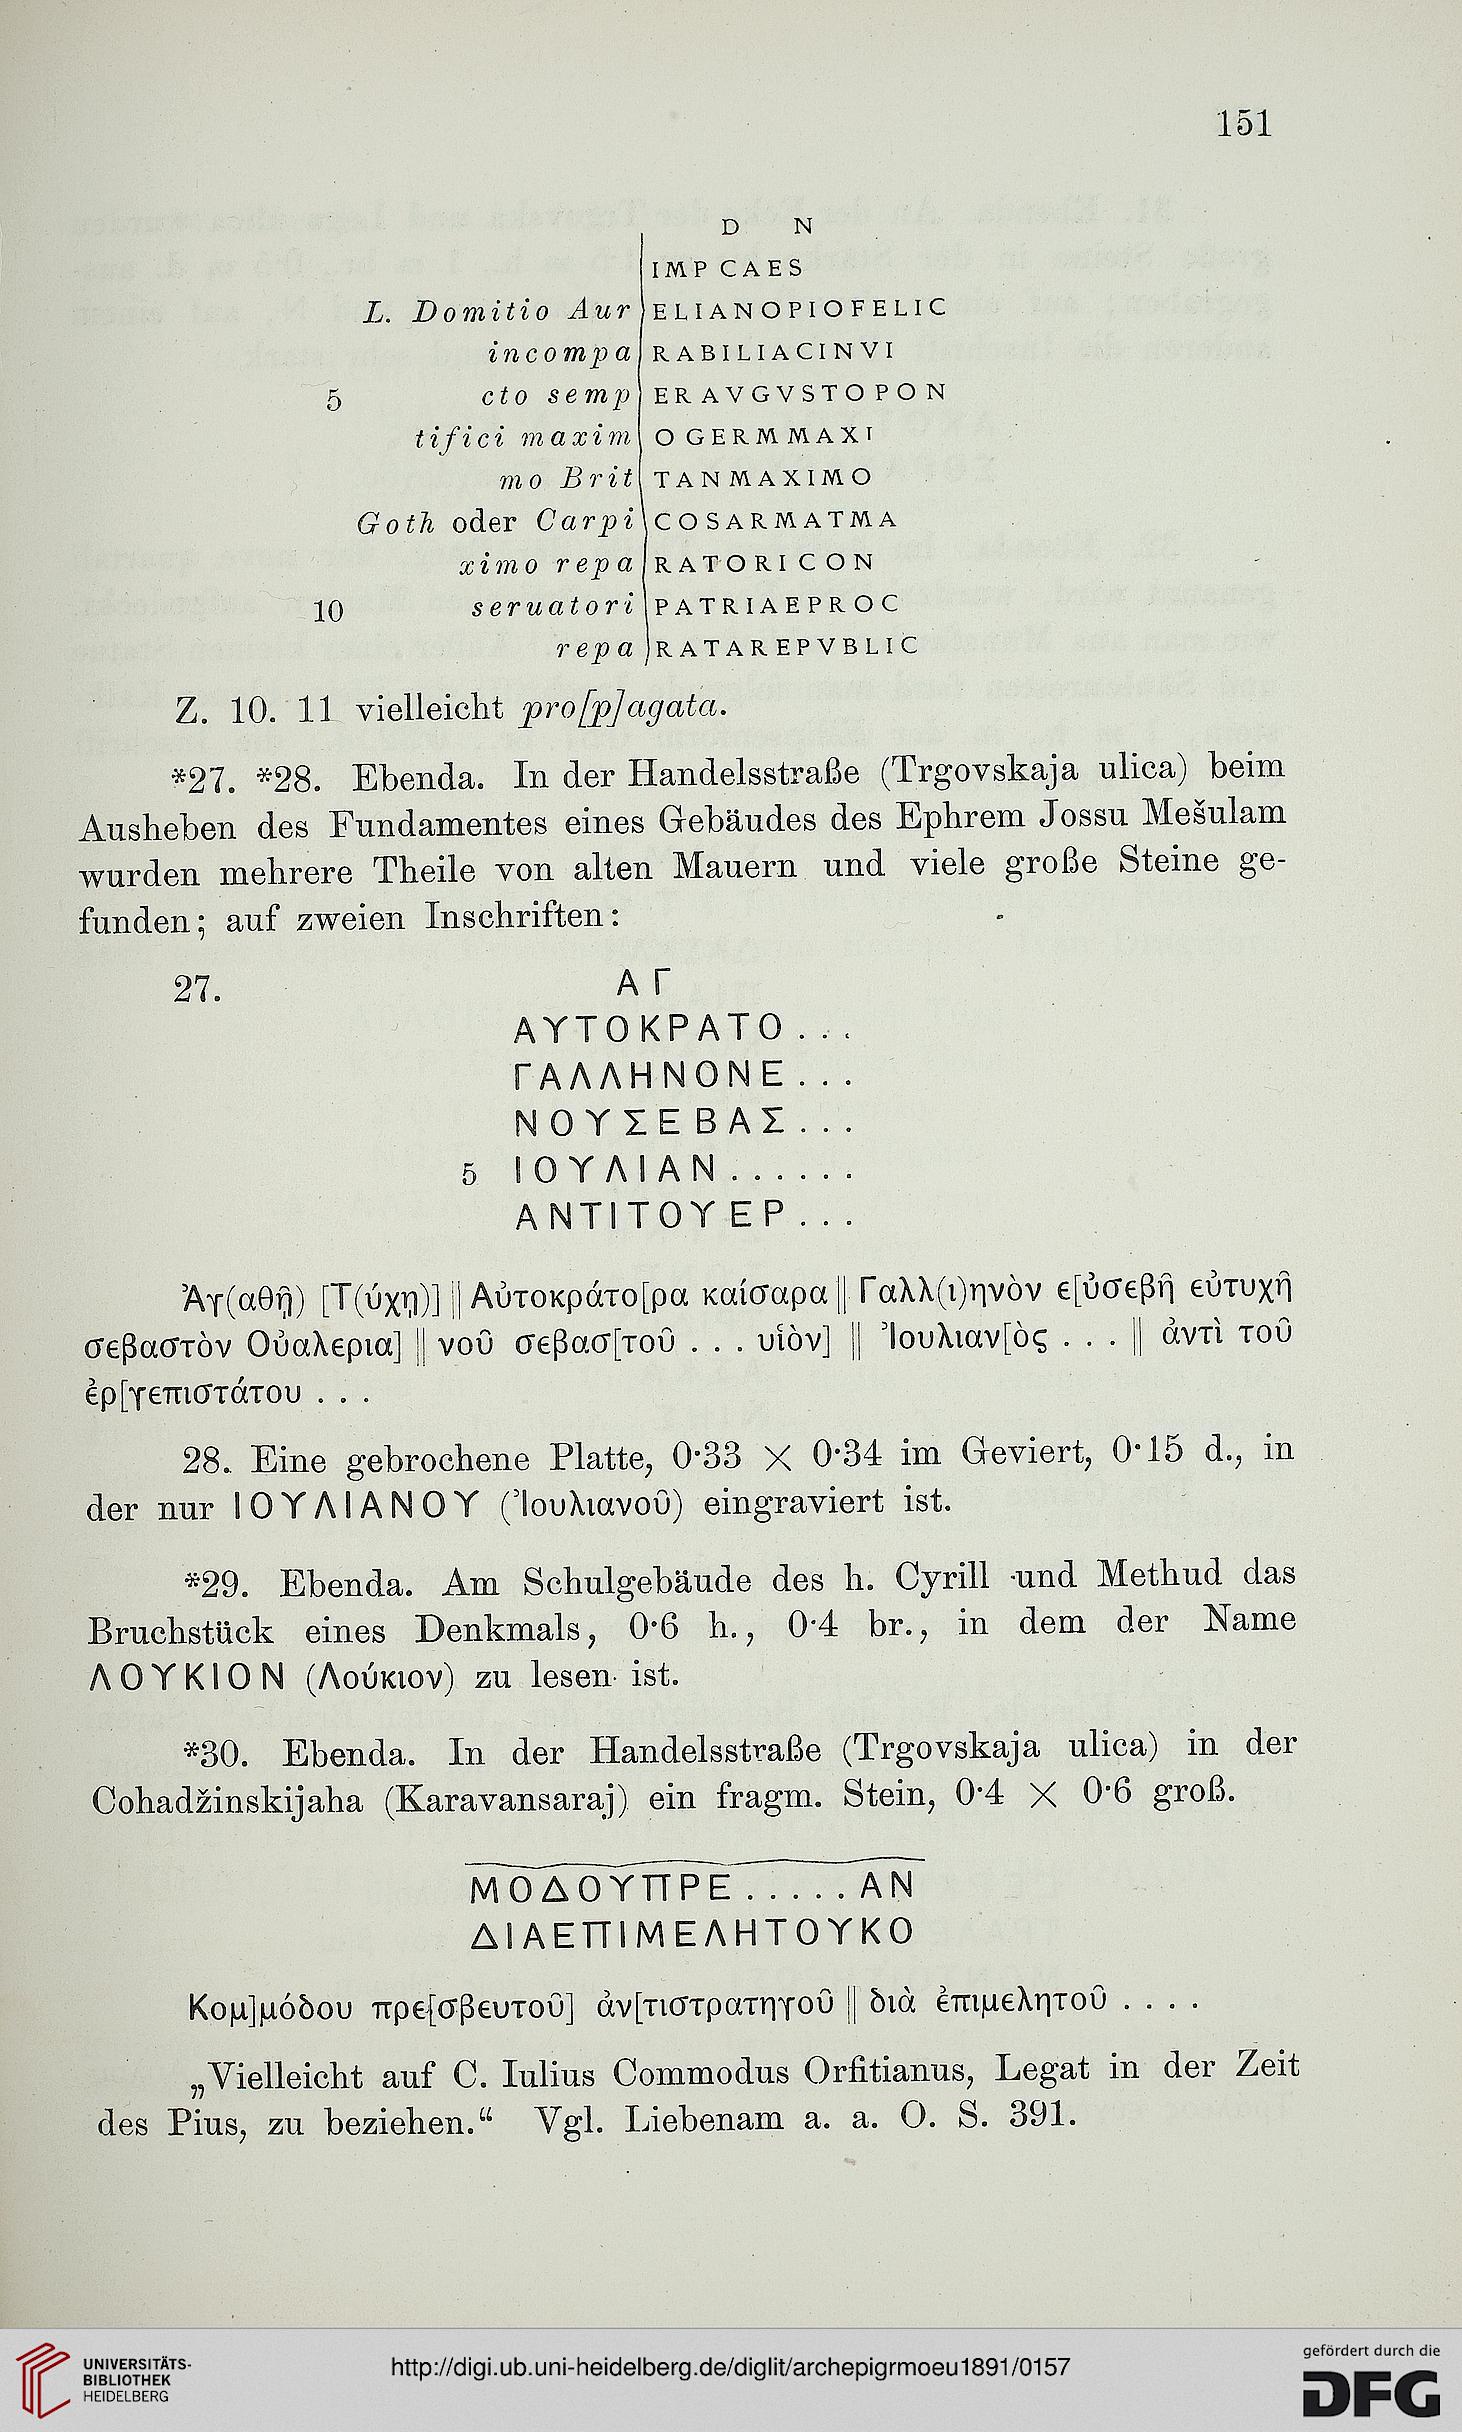 151
D N
IMP CAES
L. Domitio Aur ELIANOPIOFELIC
incompa RABILIACINVI
5 cto semp ERAVGVSTOPON
tifici maxim OGERMMAXI
mo Brit TANMAXIMO
Goth oder Carpi COSARMATMA
ximo repa RATORICON
10 seruatori PATRIAEPROC
repa RATAREPVBLIC
Z. 10. 11 vielleicht pro[p]agata.
*27. *28. Ebenda. In der Handelsstraße (Trgovskaja ulica) beim
Ausheben des Fundamentes eines Gebäudes des Ephrem Jossu Mešulam
wurden mehrere Theile von alten Mauern und viele große Steine ge-
funden; auf zweien Inschriften:
27. ΑΓ
ΑΥΤΟΚΡΑΤΟ...
ΓΑΛΛΗΝΟΝΕ...
ΝΟΥΣΕΒΑΣ...
5 ΙΟΥΛΙΑΝ......
ΑΝΤΙΤΟΥΕΡ...
Ἀγ(αθῆ) [Τ(ύχῃ)] || Αὐτοκράτο[ρα καίσαρα || Γαλλ(ι)ηνὸν ε[ὐσεβῆ εὐτυχῆ
σεβαστὸν Οὐαλερια] || νοῦ σεβασ[τοῦ . . . υἱὸν] || Ἰουλιαν[ὸς . . . || ἀντὶ τοῦ
ἐρ[γεπιστάτου . . .
28. Eine gebrochene Platte, 0·33 × 0·34 im Geviert, 0·15 d., in
der nur ΙΟΥΛΙΑΝΟΥ (Ἰουλιανοῦ) eingraviert ist.
*29. Ebenda. Am Schulgebäude des h. Cyrill und Methud das
Bruchstück eines Denkmals, 0·6 h., 0·4 br., in dem der Name
ΛΟΥΚΙΟΝ (Λούκιον) zu lesen ist.
*30. Ebenda. In der Handelsstraße (Trgovskaja ulica) in der
Cohadžinskijaha (Karavansaraj) ein fragm. Stein, 0·4 × 0·6 groß.
ΜΟΔΟΥΠΡΕ.....ΑΝ
ΔΙΑΕΠΙΜΕΛΗΤΟΥΚΟ
Κομ]μόδου πρε[σβευτοῦ] ἀν[τιστρατηγοῦ || διὰ ἐπιμελητοῦ . . . .
„Vielleicht auf C. Iulius Commodus Orfitianus, Legat in der Zeit
des Pius, zu beziehen.“ Vgl. Liebenam a. a. O. S. 391.
UNIVERSITÄTS-
BIBLIOTHEK
HEIDELBERG
http://digi.ub.uni-heidelberg.de/diglit/archepigrmoeu1891/0157
gefördert durch die
DFG